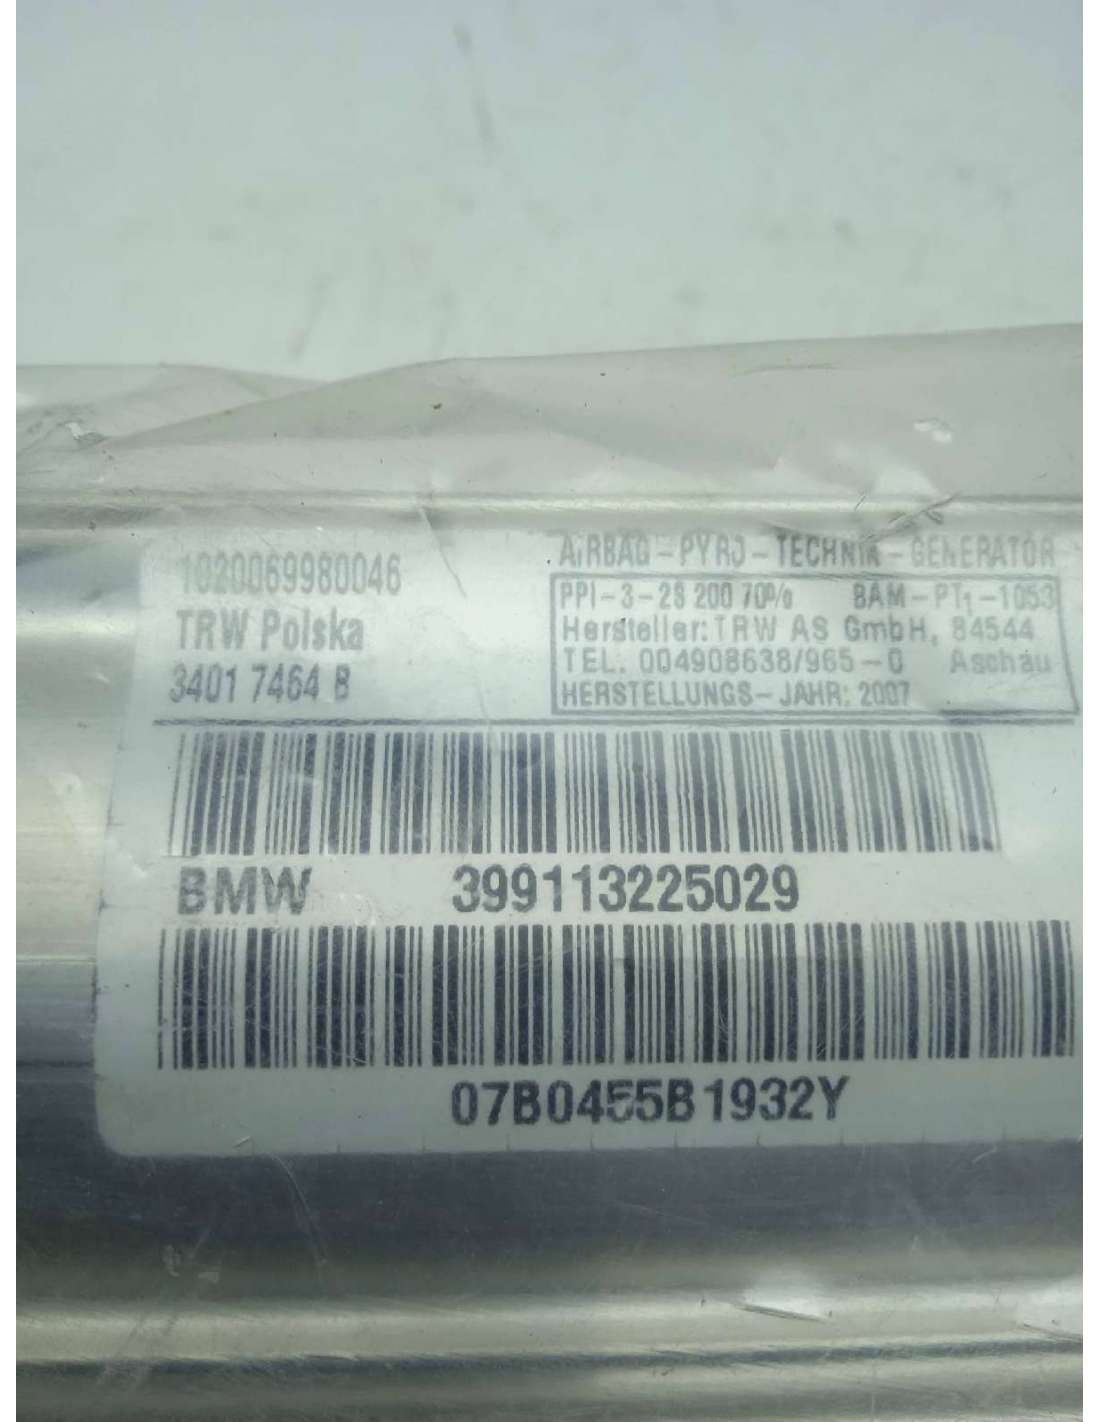 1020069980046
TRW Polska
3401 7464 B
AIRBAG-PYRO-TECHNIK-GENERATOR
PPI-3-2S 200 70% BAM-PT1-1053
Hersteller: TRW AS GmbH, 84544
TEL. 004908638/965-0 Aschau
HERSTELLUNGS-JAHR: 2007
BMW 399113225029
07B0455B1932Y